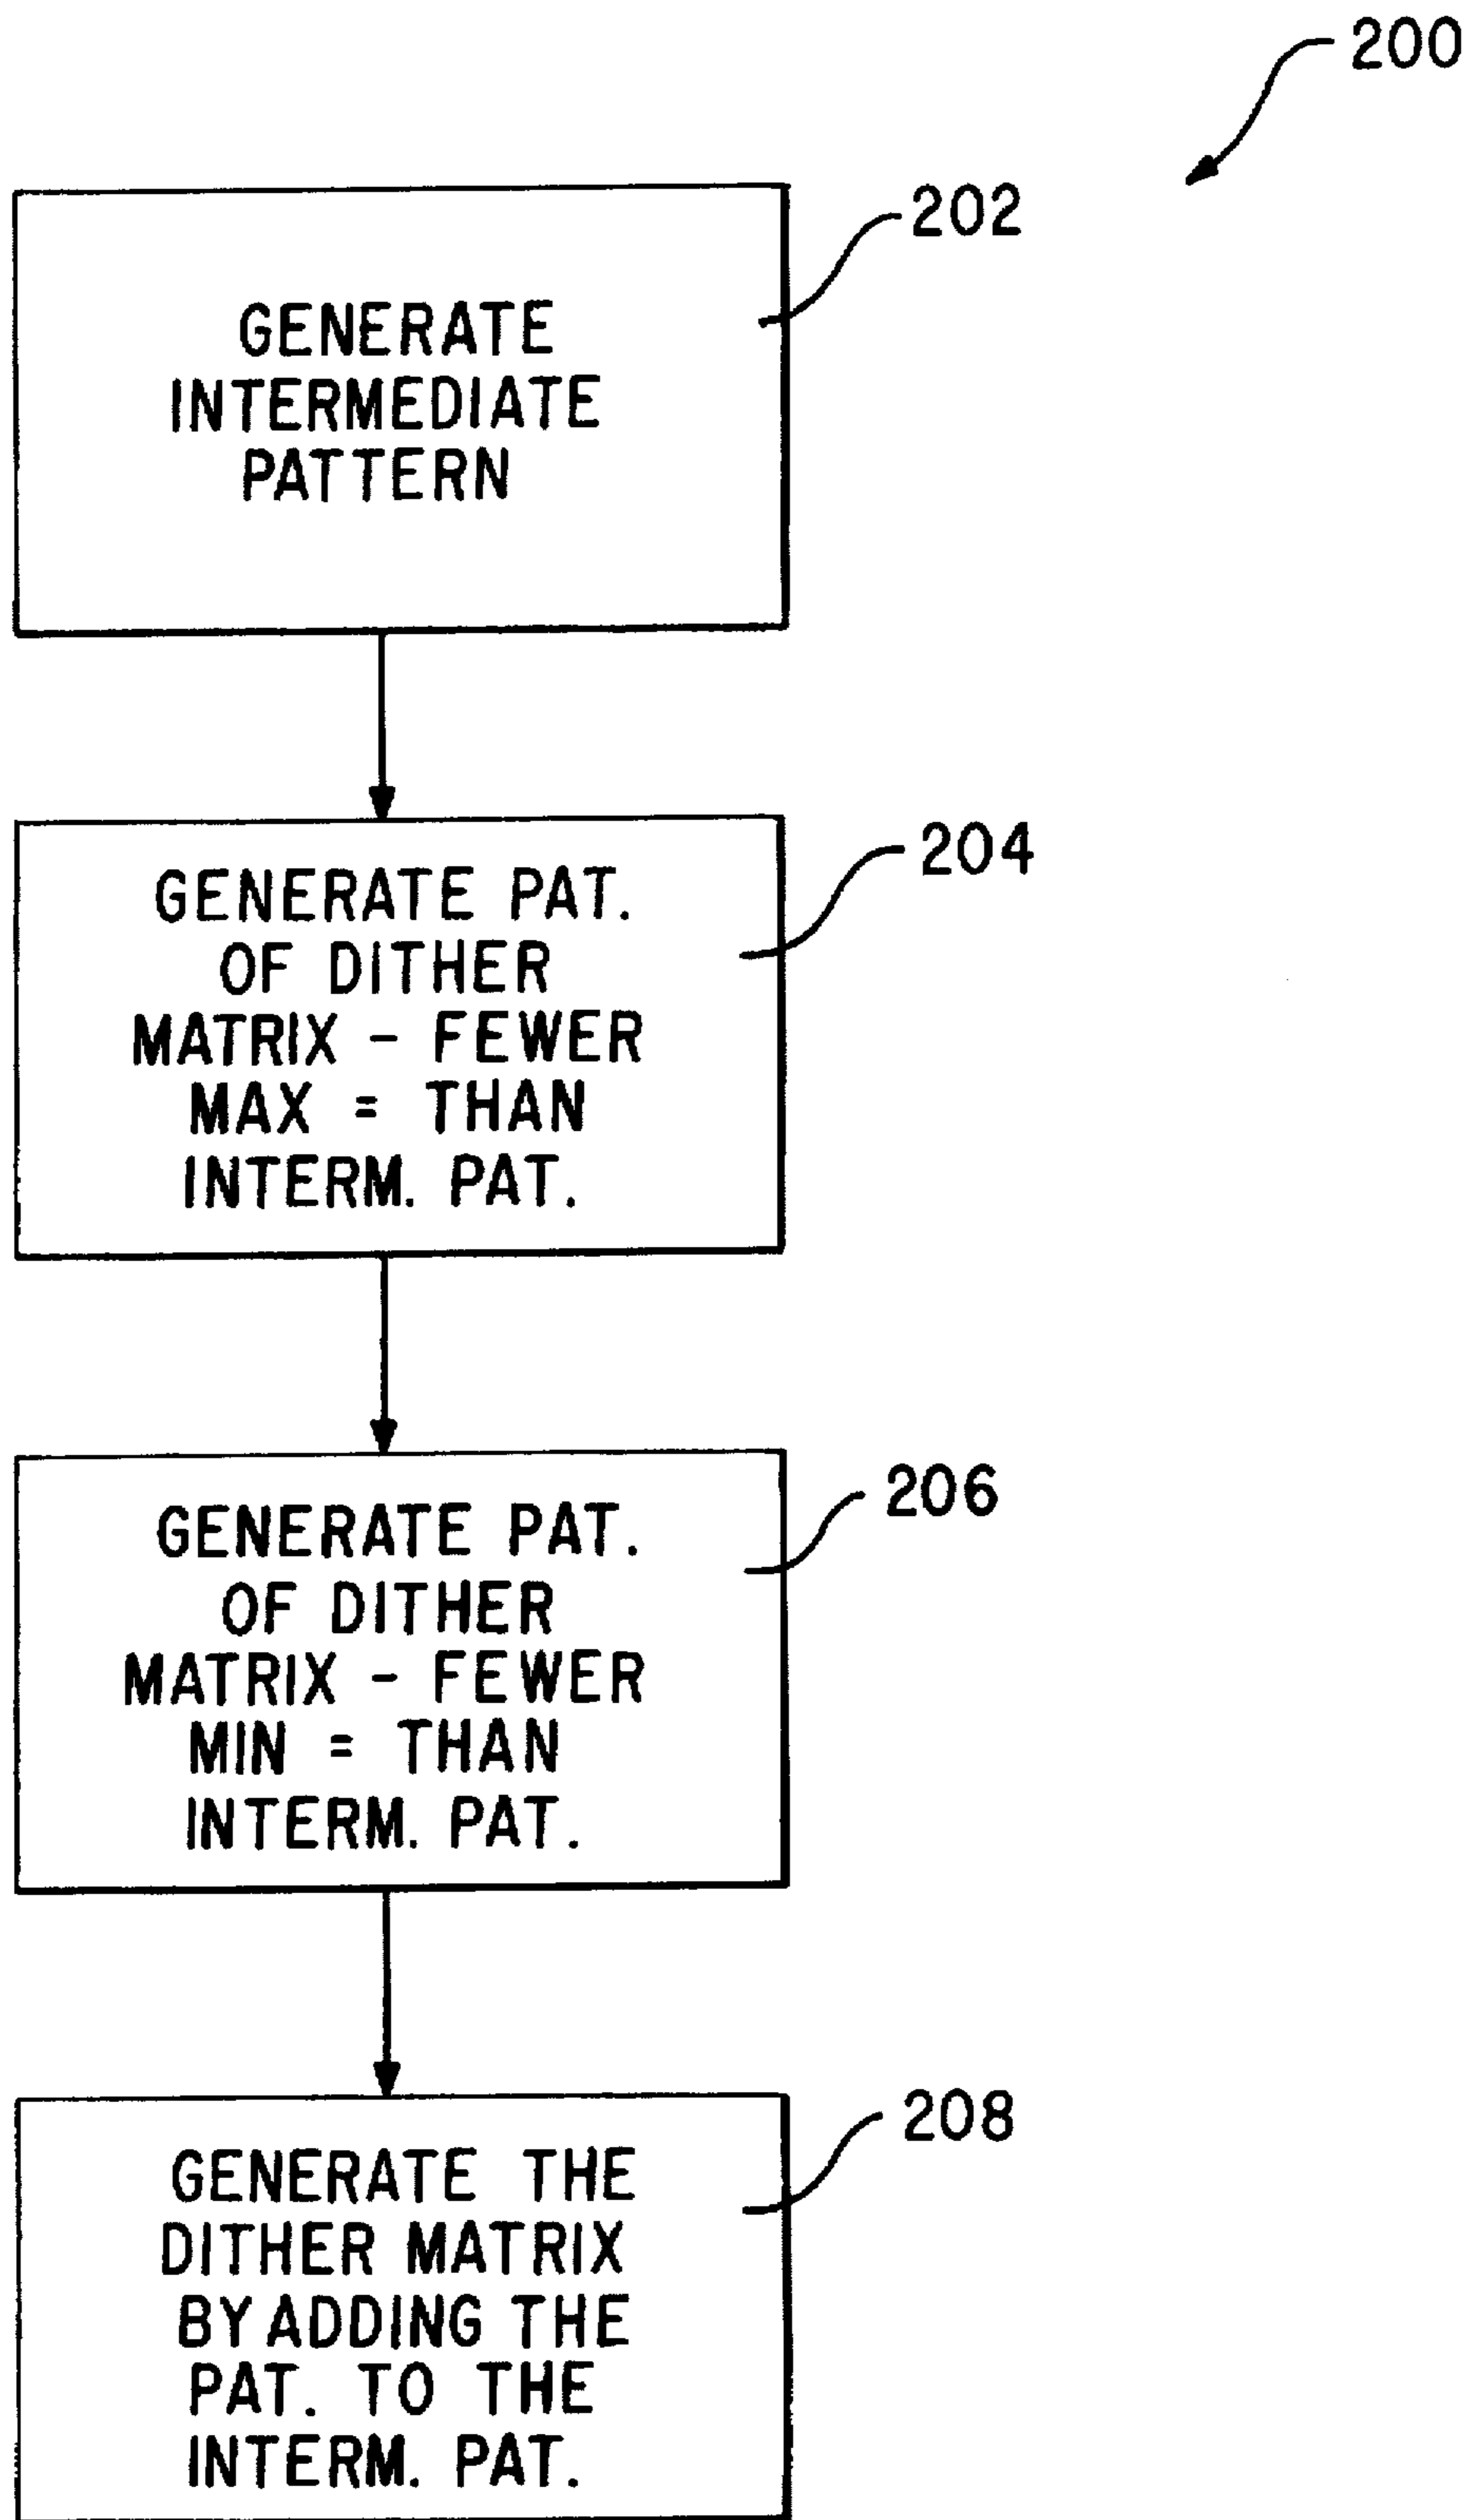 200
202
GENERATE
INTERMEDIATE
PATTERN
204
GENERATE PAT.
OF DITHER
MATRIX - FEWER
MAX = THAN
INTERM. PAT.
206
GENERATE PAT.
OF DITHER
MATRIX - FEWER
MIN = THAN
INTERM. PAT.
208
GENERATE THE
DITHER MATRIX
BY ADDING THE
PAT. TO THE
INTERM. PAT.